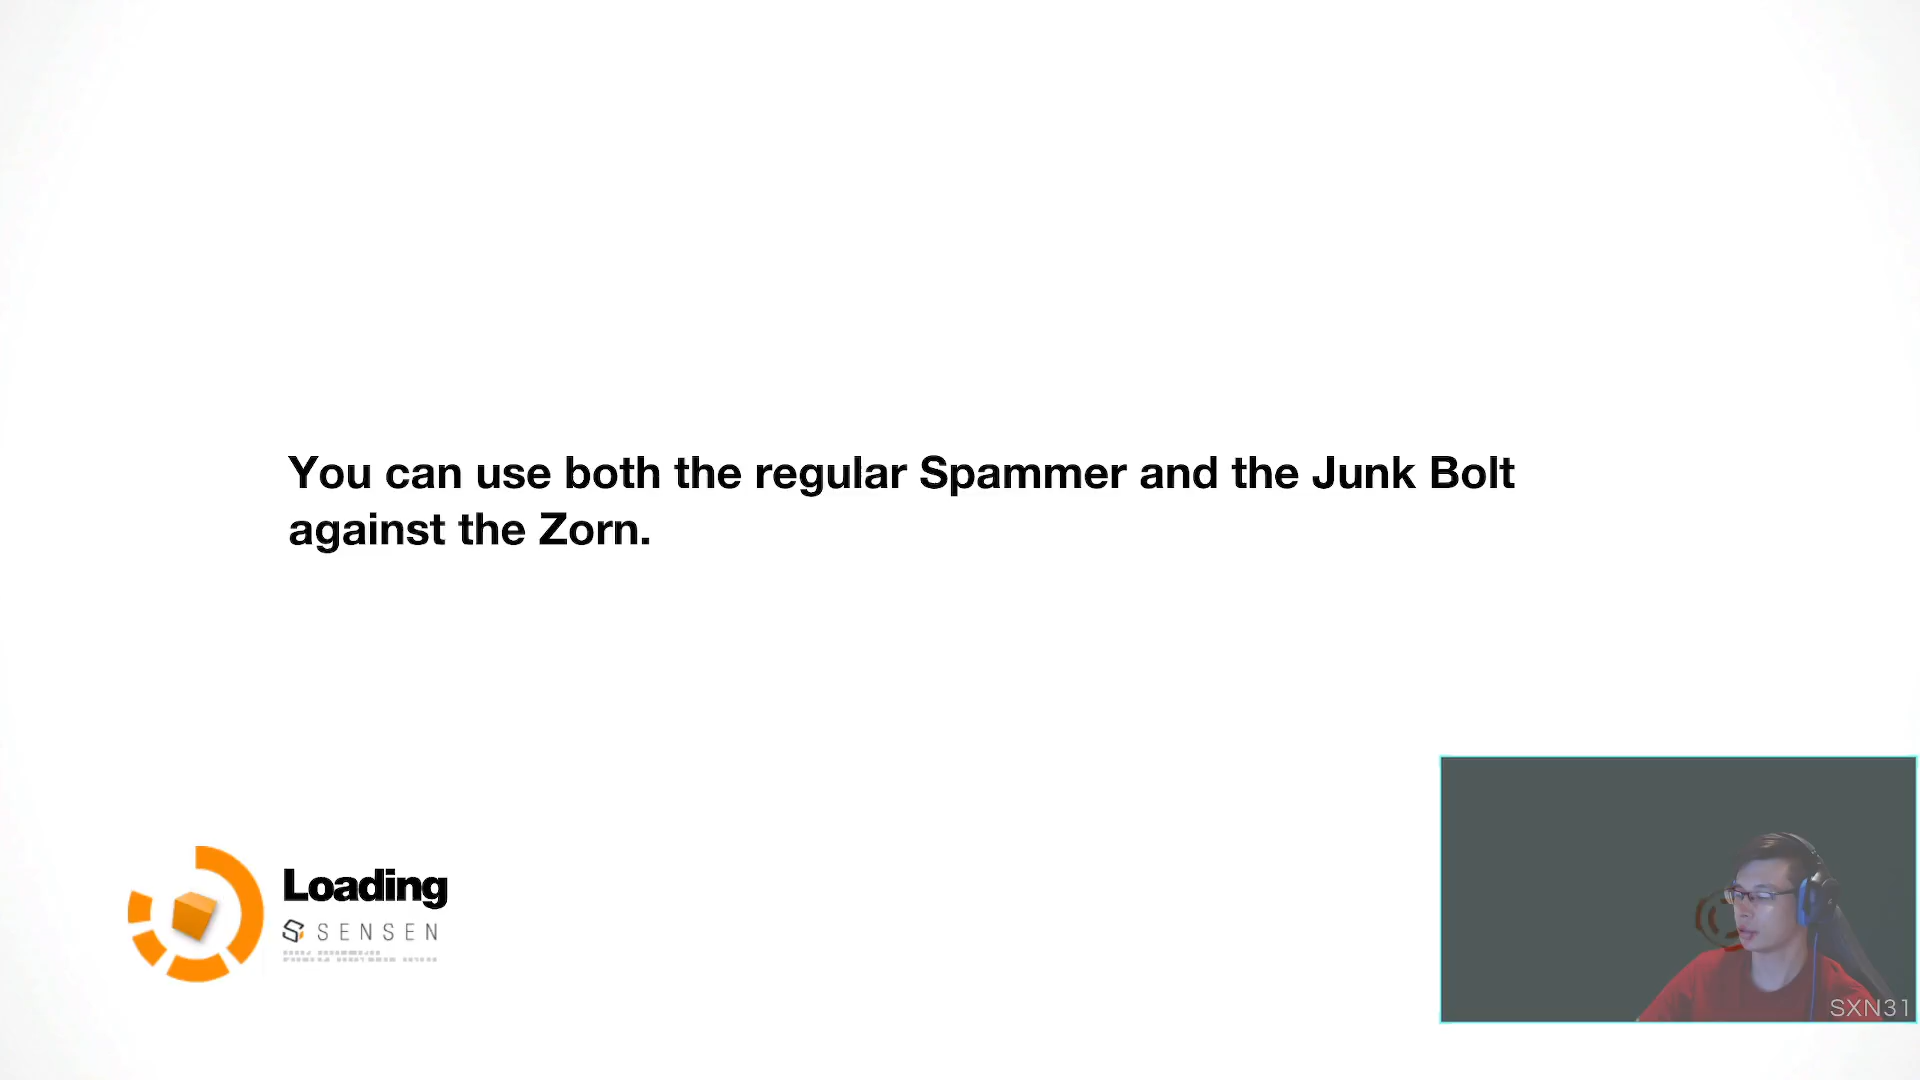 You can use both the regular Spammer and the Junk Bolt
against the Zorn.
Loading
SENSEN
SXN31